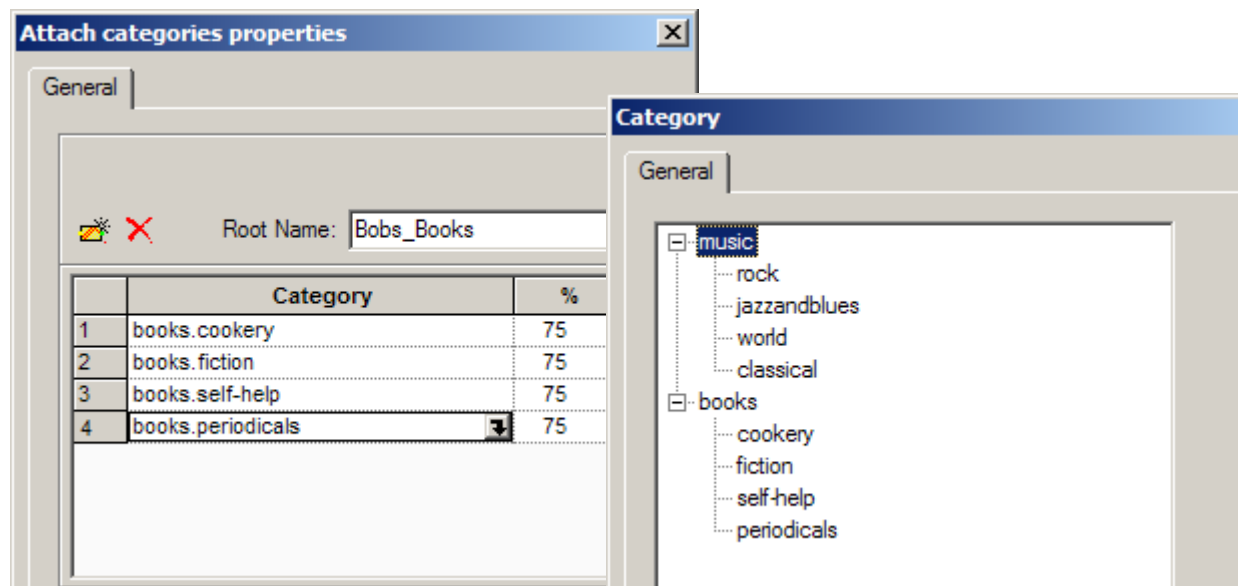 Attach categories properties
General
Root Name: Bobs_Books
Category %
1 books.cookery 75
2 books.fiction 75
3 books.self-help 75
4 books.periodicals 75
Category
General
music
rock
jazzandblues
world
classical
books
cookery
fiction
self-help
periodicals